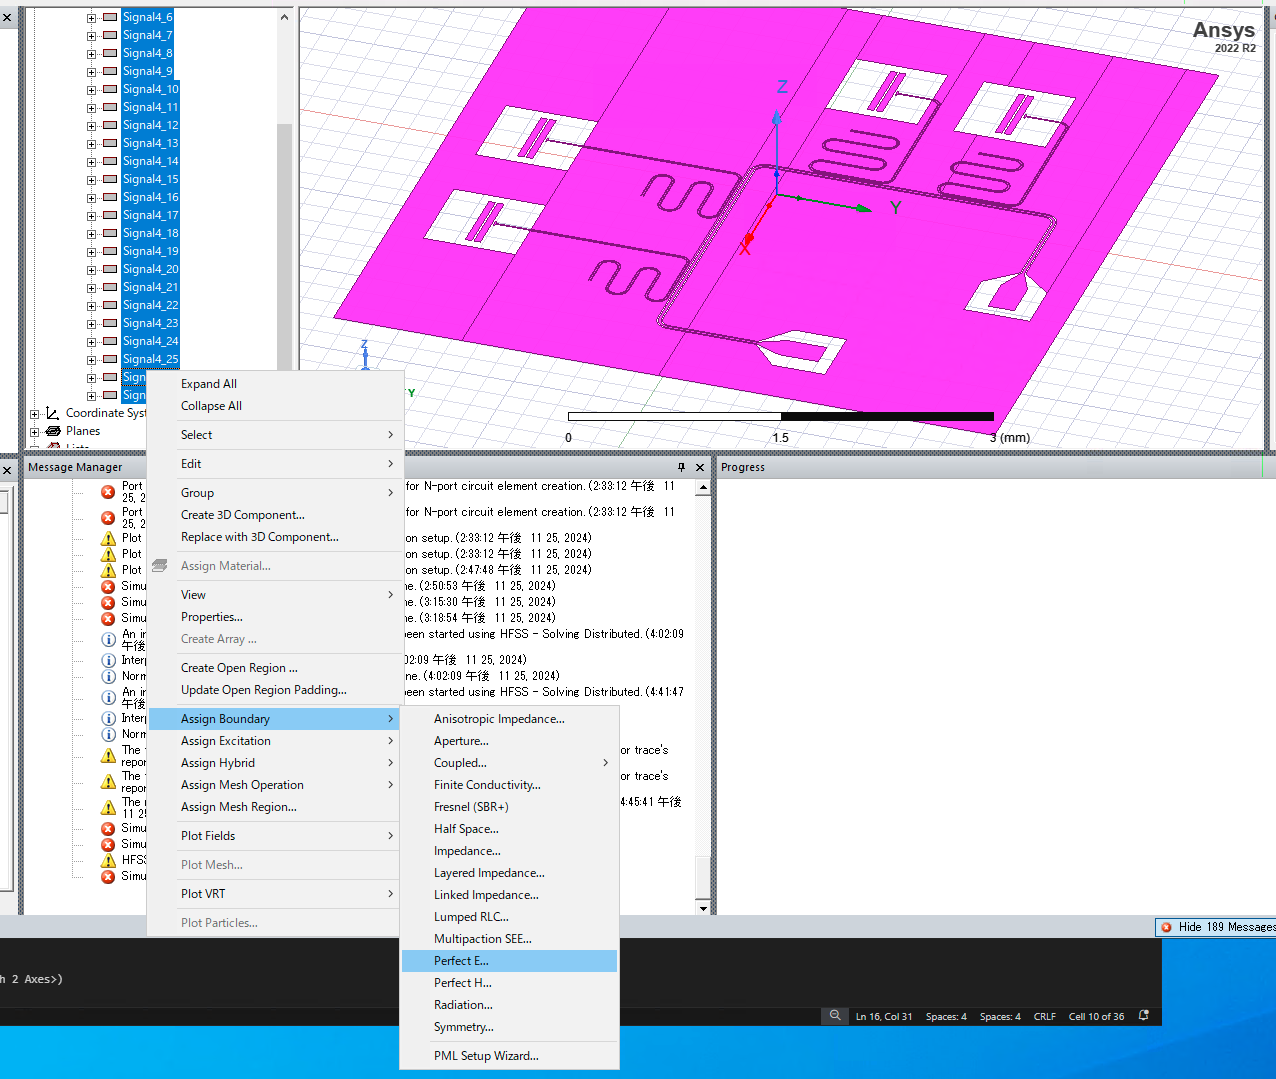 Signal4_6
Signal4_7
Signal4_8
Signal4_9
Signal4_10
Signal4_11
Signal4_12
Signal4_13
Signal4_14
Signal4_15
Signal4_16
Signal4_17
Signal4_18
Signal4_19
Signal4_20
Signal4_21
Signal4_22
Signal4_23
Signal4_24
Signal4_25
Sign
Sign
Coordinate Syst
Planes
Lists
Ansys
2022 R2
Z
Y
X
Z
Y
0
1.5
3 (mm)
Expand All
Collapse All
Select
Edit
Group
Create 3D Component...
Replace with 3D Component...
Assign Material...
View
Properties...
Create Array ...
Create Open Region ...
Update Open Region Padding...
Assign Boundary
Assign Excitation
Assign Hybrid
Assign Mesh Operation
Assign Mesh Region...
Plot Fields
Plot Mesh...
Plot VRT
Plot Particles...
Anisotropic Impedance...
Aperture...
Coupled...
Finite Conductivity...
Fresnel (SBR+)
Half Space...
Impedance...
Layered Impedance...
Linked Impedance...
Lumped RLC...
Multipaction SEE...
Perfect E...
Perfect H...
Radiation...
Symmetry...
PML Setup Wizard...
Message Manager
Port for N-port circuit element creation. (2:33:12 午後 11
25, 2
Port for N-port circuit element creation. (2:33:12 午後 11
25, 2
Plot on setup. (2:33:12 午後 11 25, 2024)
Plot on setup. (2:33:12 午後 11 25, 2024)
Plot on setup. (2:47:48 午後 11 25, 2024)
Simu ne. (2:50:53 午後 11 25, 2024)
Simu ne. (3:15:30 午後 11 25, 2024)
Simu ne. (3:18:54 午後 11 25, 2024)
An in been started using HFSS - Solving Distributed. (4:02:09
午後
Interp 02:09 午後 11 25, 2024)
Norm ne. (4:02:09 午後 11 25, 2024)
An in been started using HFSS - Solving Distributed. (4:41:47
午後
Interp
Norm
The or trace's
repor
The or trace's
repor
The 4:45:41 午後
11 25
Simu
Simu
HFSS
Simu
Progress
Hide 189 Messages
h 2 Axes>)
Ln 16, Col 31 Spaces: 4 Spaces: 4 CRLF Cell 10 of 36